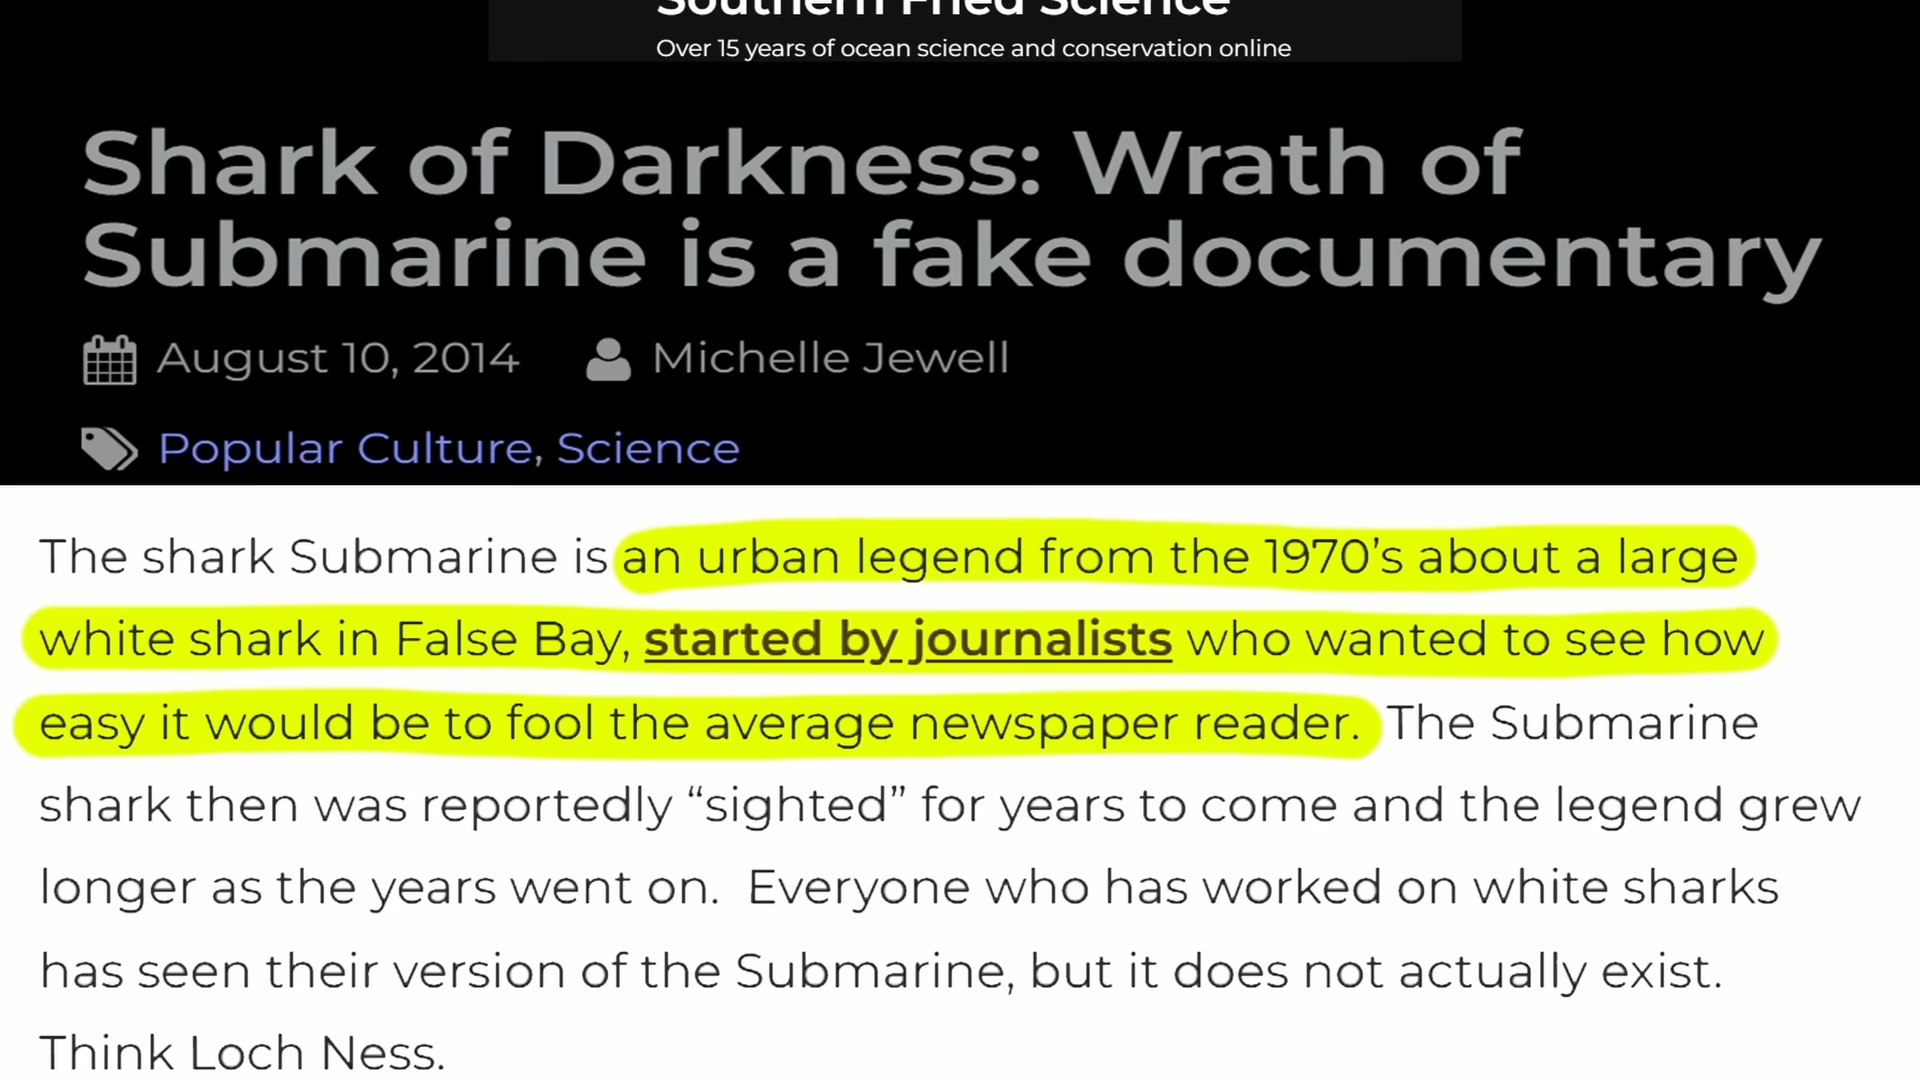 Southern Fried Science
Over 15 years of ocean science and conservation online
Shark of Darkness: Wrath of
Submarine is a fake documentary
August 10, 2014 Michelle Jewell
Popular Culture, Science
The shark Submarine is an urban legend from the 1970’s about a large
white shark in False Bay, started by journalists who wanted to see how
easy it would be to fool the average newspaper reader. The Submarine
shark then was reportedly “sighted” for years to come and the legend grew
longer as the years went on. Everyone who has worked on white sharks
has seen their version of the Submarine, but it does not actually exist.
Think Loch Ness.